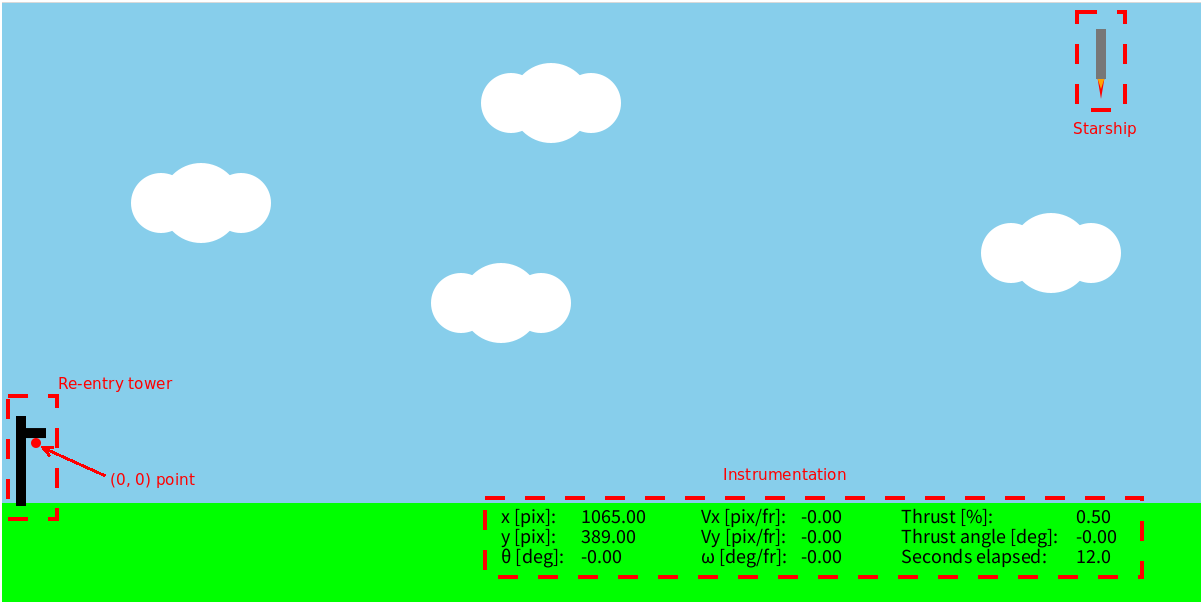 Starship
Re-entry tower
(0, 0) point
Instrumentation
x [pix]: 1065.00 Vx [pix/fr]: -0.00 Thrust [%]: 0.50
y [pix]: 389.00 Vy [pix/fr]: -0.00 Thrust angle [deg]: -0.00
θ [deg]: -0.00 ω [deg/fr]: -0.00 Seconds elapsed: 12.0